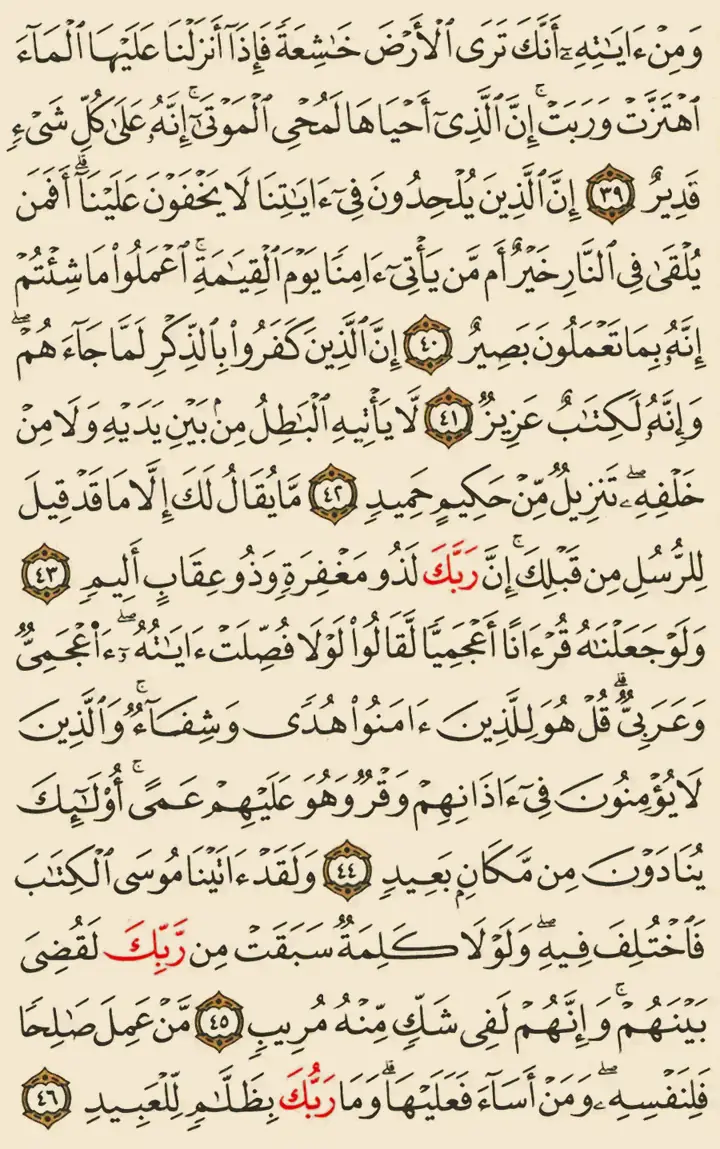 وَمِنْ ءَايَٰتِهِۦٓ أَنَّكَ تَرَى ٱلْأَرْضَ خَٰشِعَةً فَإِذَآ أَنزَلْنَا عَلَيْهَا ٱلْمَآءَ
ٱهْتَزَّتْ وَرَبَتْ ۚ إِنَّ ٱلَّذِىٓ أَحْيَاهَا لَمُحْىِ ٱلْمَوْتَىٰٓ ۚ إِنَّهُۥ عَلَىٰ كُلِّ شَىْءٍ
قَدِيرٌ ٣٩ إِنَّ ٱلَّذِينَ يُلْحِدُونَ فِىٓ ءَايَٰتِنَا لَا يَخْفَوْنَ عَلَيْنَآ ۗ أَفَمَن
يُلْقَىٰ فِى ٱلنَّارِ خَيْرٌ أَم مَّن يَأْتِىٓ ءَامِنًا يَوْمَ ٱلْقِيَٰمَةِ ۚ ٱعْمَلُوا۟ مَا شِئْتُمْ
إِنَّهُۥ بِمَا تَعْمَلُونَ بَصِيرٌ ٤٠ إِنَّ ٱلَّذِينَ كَفَرُوا۟ بِٱلذِّكْرِ لَمَّا جَآءَهُمْ ۖ
وَإِنَّهُۥ لَكِتَٰبٌ عَزِيزٌ ٤١ لَّا يَأْتِيهِ ٱلْبَٰطِلُ مِنۢ بَيْنِ يَدَيْهِ وَلَا مِنْ
خَلْفِهِۦ ۖ تَنزِيلٌ مِّنْ حَكِيمٍ حَمِيدٍ ٤٢ مَّا يُقَالُ لَكَ إِلَّا مَا قَدْ قِيلَ
لِلرُّسُلِ مِن قَبْلِكَ ۚ إِنَّ رَبَّكَ لَذُو مَغْفِرَةٍ وَذُو عِقَابٍ أَلِيمٍ ٤٣
وَلَوْ جَعَلْنَٰهُ قُرْءَانًا أَعْجَمِيًّا لَّقَالُوا۟ لَوْلَا فُصِّلَتْ ءَايَٰتُهُۥٓ ۖ ءَا۬عْجَمِىٌّ
وَعَرَبِىٌّ ۗ قُلْ هُوَ لِلَّذِينَ ءَامَنُوا۟ هُدًى وَشِفَآءٌ ۚ وَٱلَّذِينَ
لَا يُؤْمِنُونَ فِىٓ ءَاذَانِهِمْ وَقْرٌ وَهُوَ عَلَيْهِمْ عَمًى ۚ أُو۟لَٰٓئِكَ
يُنَادَوْنَ مِن مَّكَانٍۭ بَعِيدٍ ٤٤ وَلَقَدْ ءَاتَيْنَا مُوسَى ٱلْكِتَٰبَ
فَٱخْتُلِفَ فِيهِ ۖ وَلَوْلَا كَلِمَةٌ سَبَقَتْ مِن رَّبِّكَ لَقُضِىَ
بَيْنَهُمْ ۚ وَإِنَّهُمْ لَفِى شَكٍّ مِّنْهُ مُرِيبٍ ٤٥ مَّنْ عَمِلَ صَٰلِحًا
فَلِنَفْسِهِۦ ۖ وَمَنْ أَسَآءَ فَعَلَيْهَا ۗ وَمَا رَبُّكَ بِظَلَّٰمٍ لِّلْعَبِيدِ ٤٦